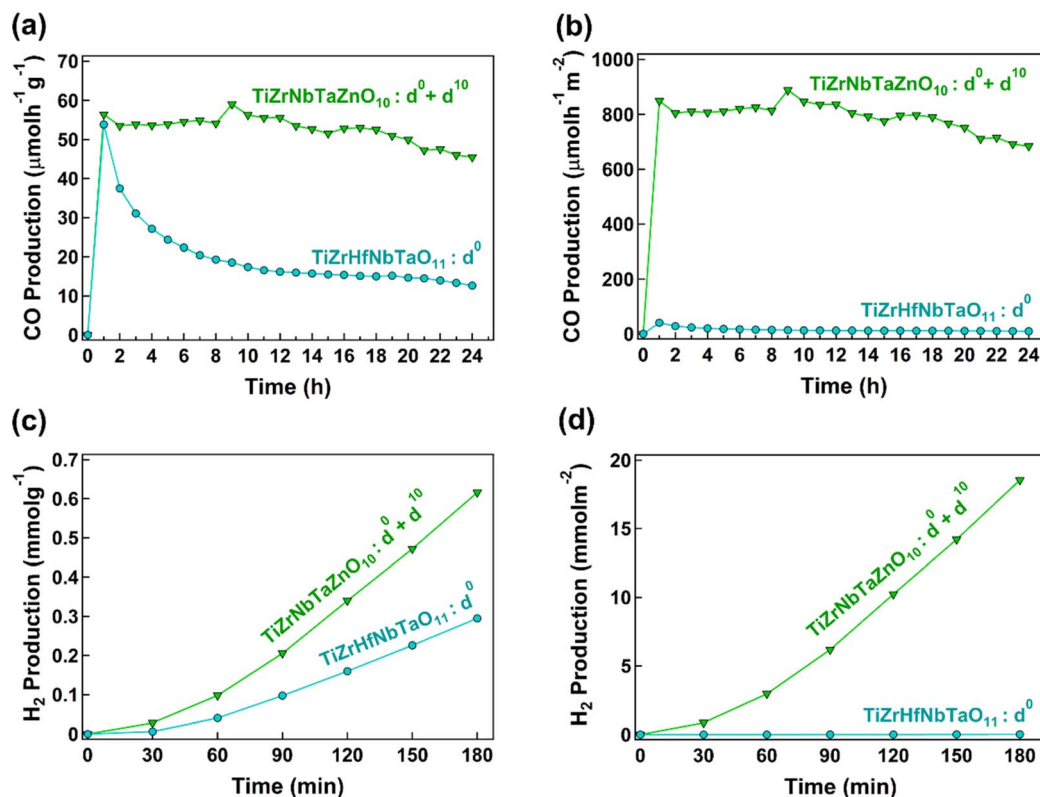 (a)
CO Production (μmolh⁻¹ g⁻¹)
70
60
50
40
30
20
10
0
TiZrNbTaZnO₁₀ : d⁰ + d¹⁰
TiZrHfNbTaO₁₁ : d⁰
0 2 4 6 8 10 12 14 16 18 20 22 24
Time (h)
(b)
CO Production (μmolh⁻¹ m⁻²)
1000
800
600
400
200
0
TiZrNbTaZnO₁₀ : d⁰ + d¹⁰
TiZrHfNbTaO₁₁ : d⁰
0 2 4 6 8 10 12 14 16 18 20 22 24
Time (h)
(c)
H₂ Production (mmolg⁻¹)
0.7
0.6
0.5
0.4
0.3
0.2
0.1
0
TiZrNbTaZnO₁₀ : d⁰ + d¹⁰
TiZrHfNbTaO₁₁ : d⁰
0 30 60 90 120 150 180
Time (min)
(d)
H₂ Production (mmolm⁻²)
20
15
10
5
0
TiZrNbTaZnO₁₀ : d⁰ + d¹⁰
TiZrHfNbTaO₁₁ : d⁰
0 30 60 90 120 150 180
Time (min)